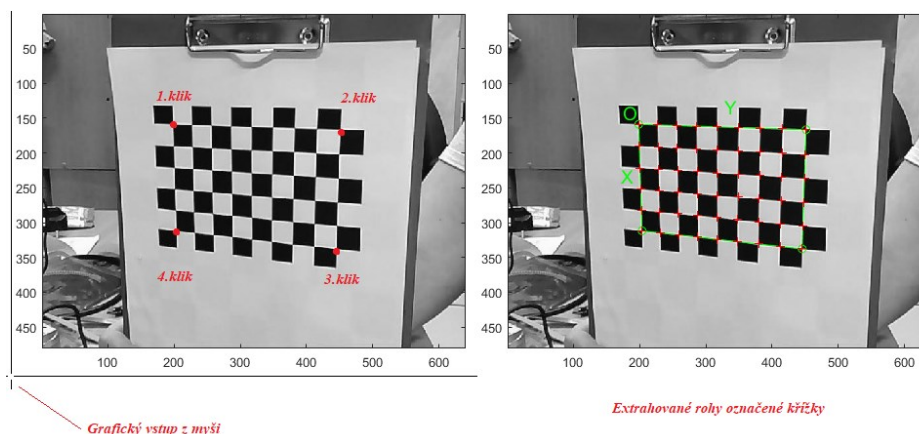 50
100
150
200
250
300
350
400
450
100 200 300 400 500 600
1.klik
2.klik
3.klik
4.klik
Grafický vstup z myši
50
100
150
200
250
300
350
400
450
100 200 300 400 500 600
O
Y
X
Extrahované rohy označené křížky